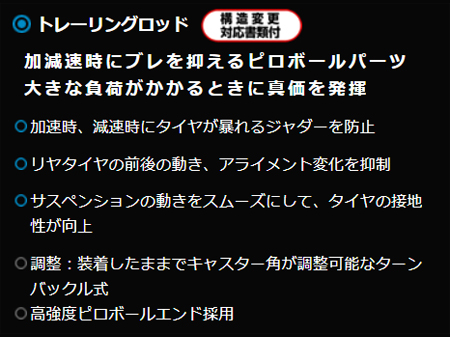 トレーリングロッド
構造変更
対応書類付
加減速時にブレを抑えるピロボールパーツ
大きな負荷がかかるときに真価を発揮
加速時、減速時にタイヤが暴れるジャダーを防止
リヤタイヤの前後の動き、アライメント変化を抑制
サスペンションの動きをスムーズにして、タイヤの接地
性が向上
調整：装着したままでキャスター角が調整可能なターン
バックル式
高強度ピロボールエンド採用